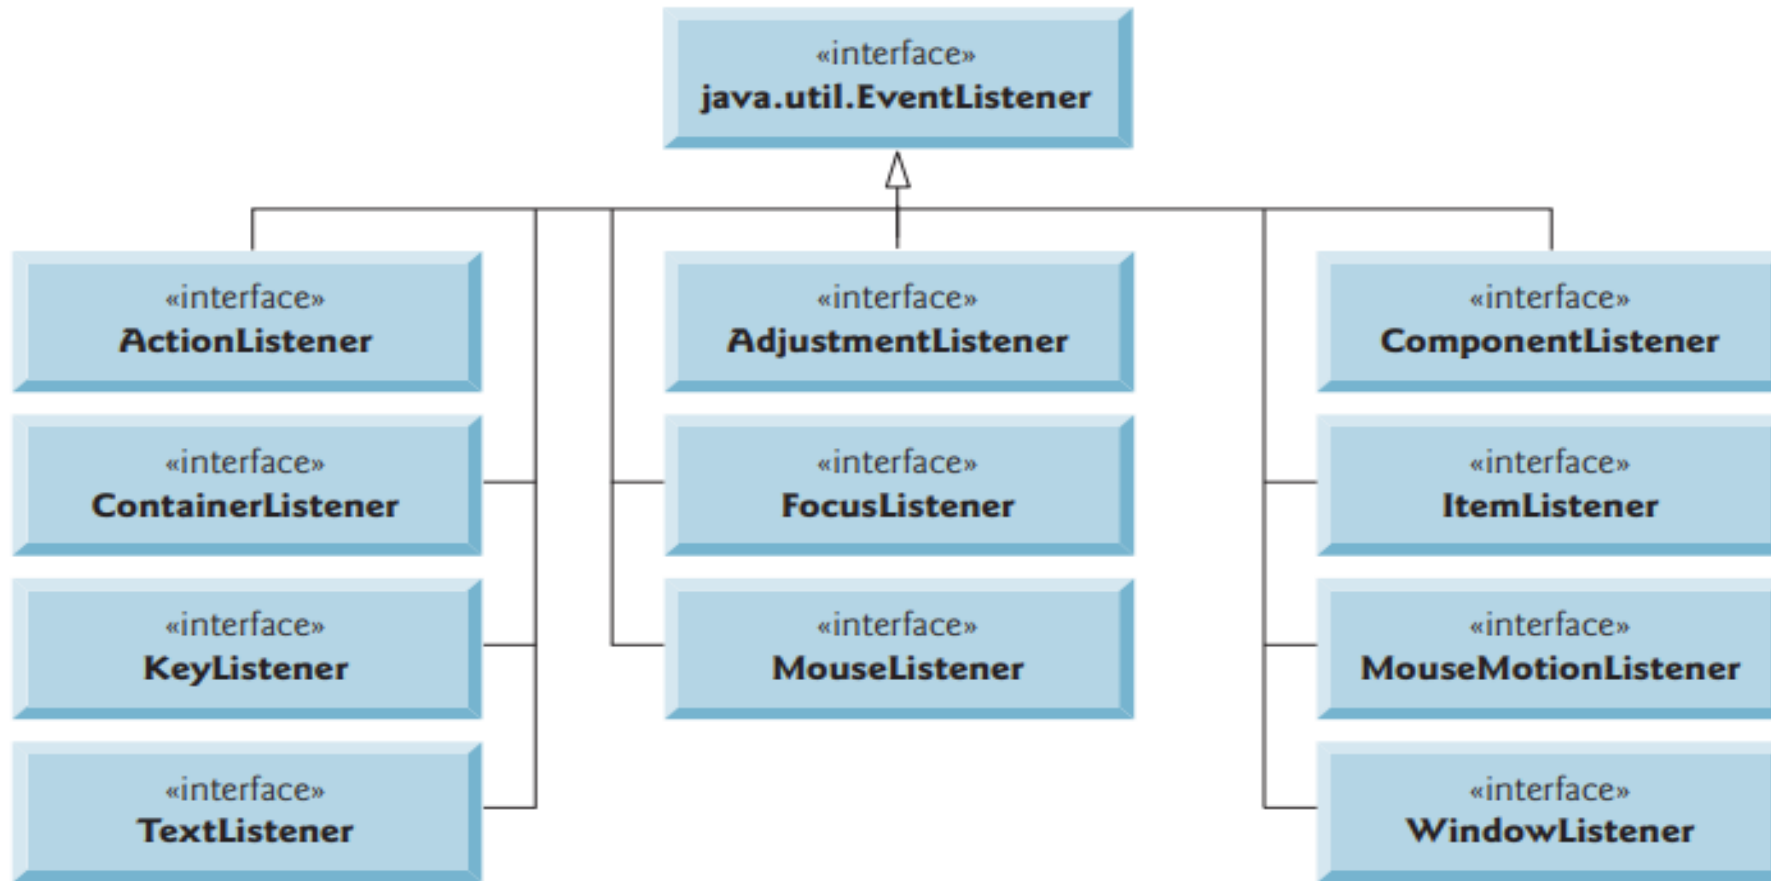 «interface»
java.util.EventListener
«interface»
ActionListener
«interface»
AdjustmentListener
«interface»
ComponentListener
«interface»
ContainerListener
«interface»
FocusListener
«interface»
ItemListener
«interface»
KeyListener
«interface»
MouseListener
«interface»
MouseMotionListener
«interface»
TextListener
«interface»
WindowListener